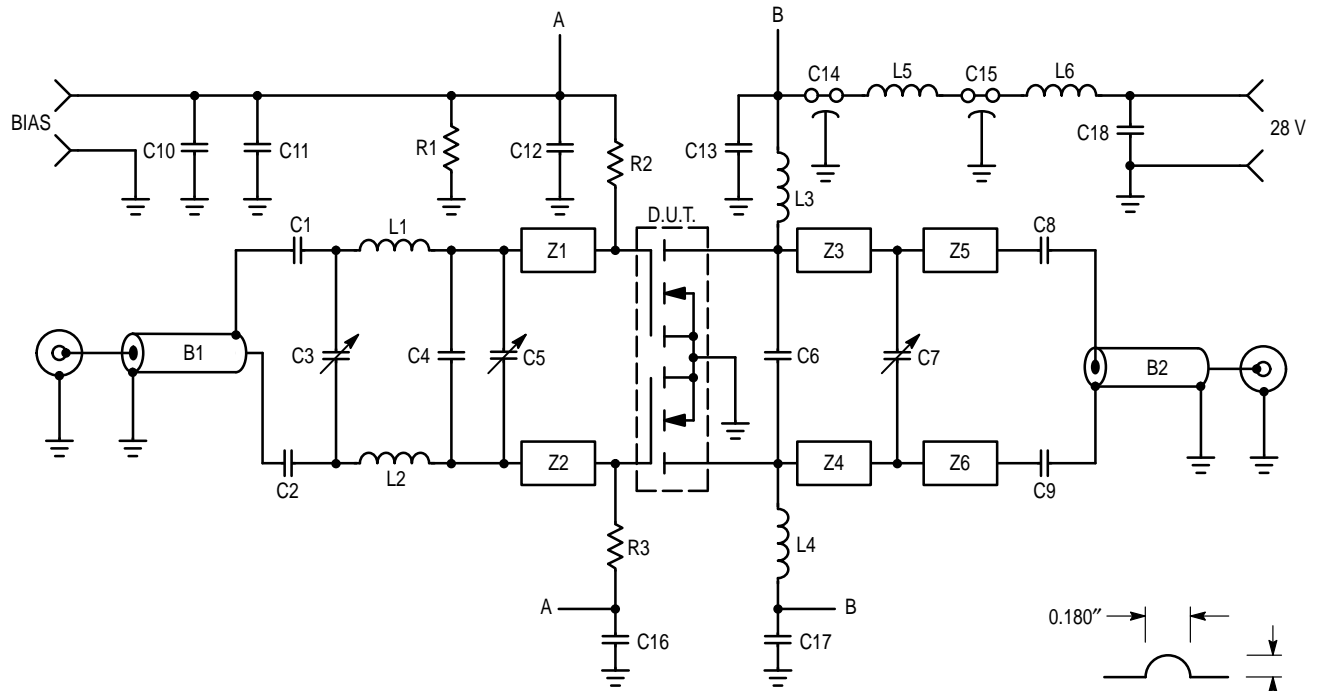 A
B
C14
L5
C15
L6
BIAS
C10
C11
R1
C12
R2
C13
C18
28 V
L3
D.U.T.
C1
L1
Z1
Z3
Z5
C8
B1
C3
C4
C5
C6
C7
B2
C2
L2
Z2
Z4
Z6
C9
R3
L4
A
B
C16
C17
0.180″